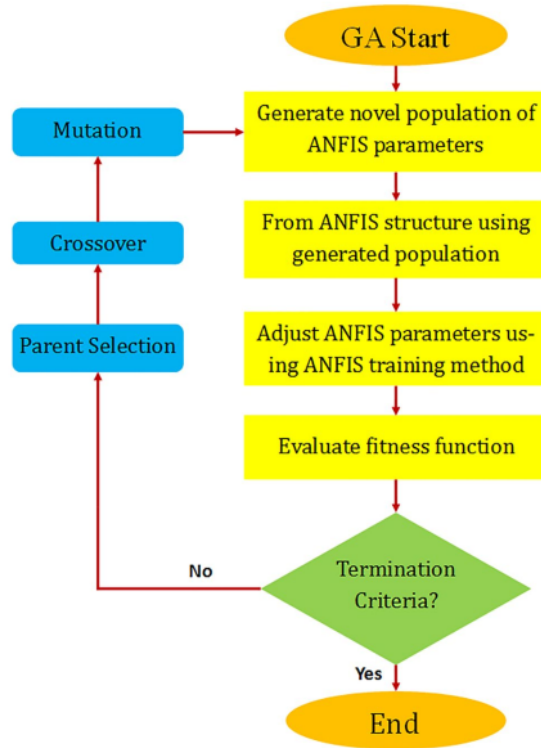 GA Start
Generate novel population of
ANFIS parameters
From ANFIS structure using
generated population
Adjust ANFIS parameters us-
ing ANFIS training method
Evaluate fitness function
Termination
Criteria?
Yes
End
No
Parent Selection
Crossover
Mutation